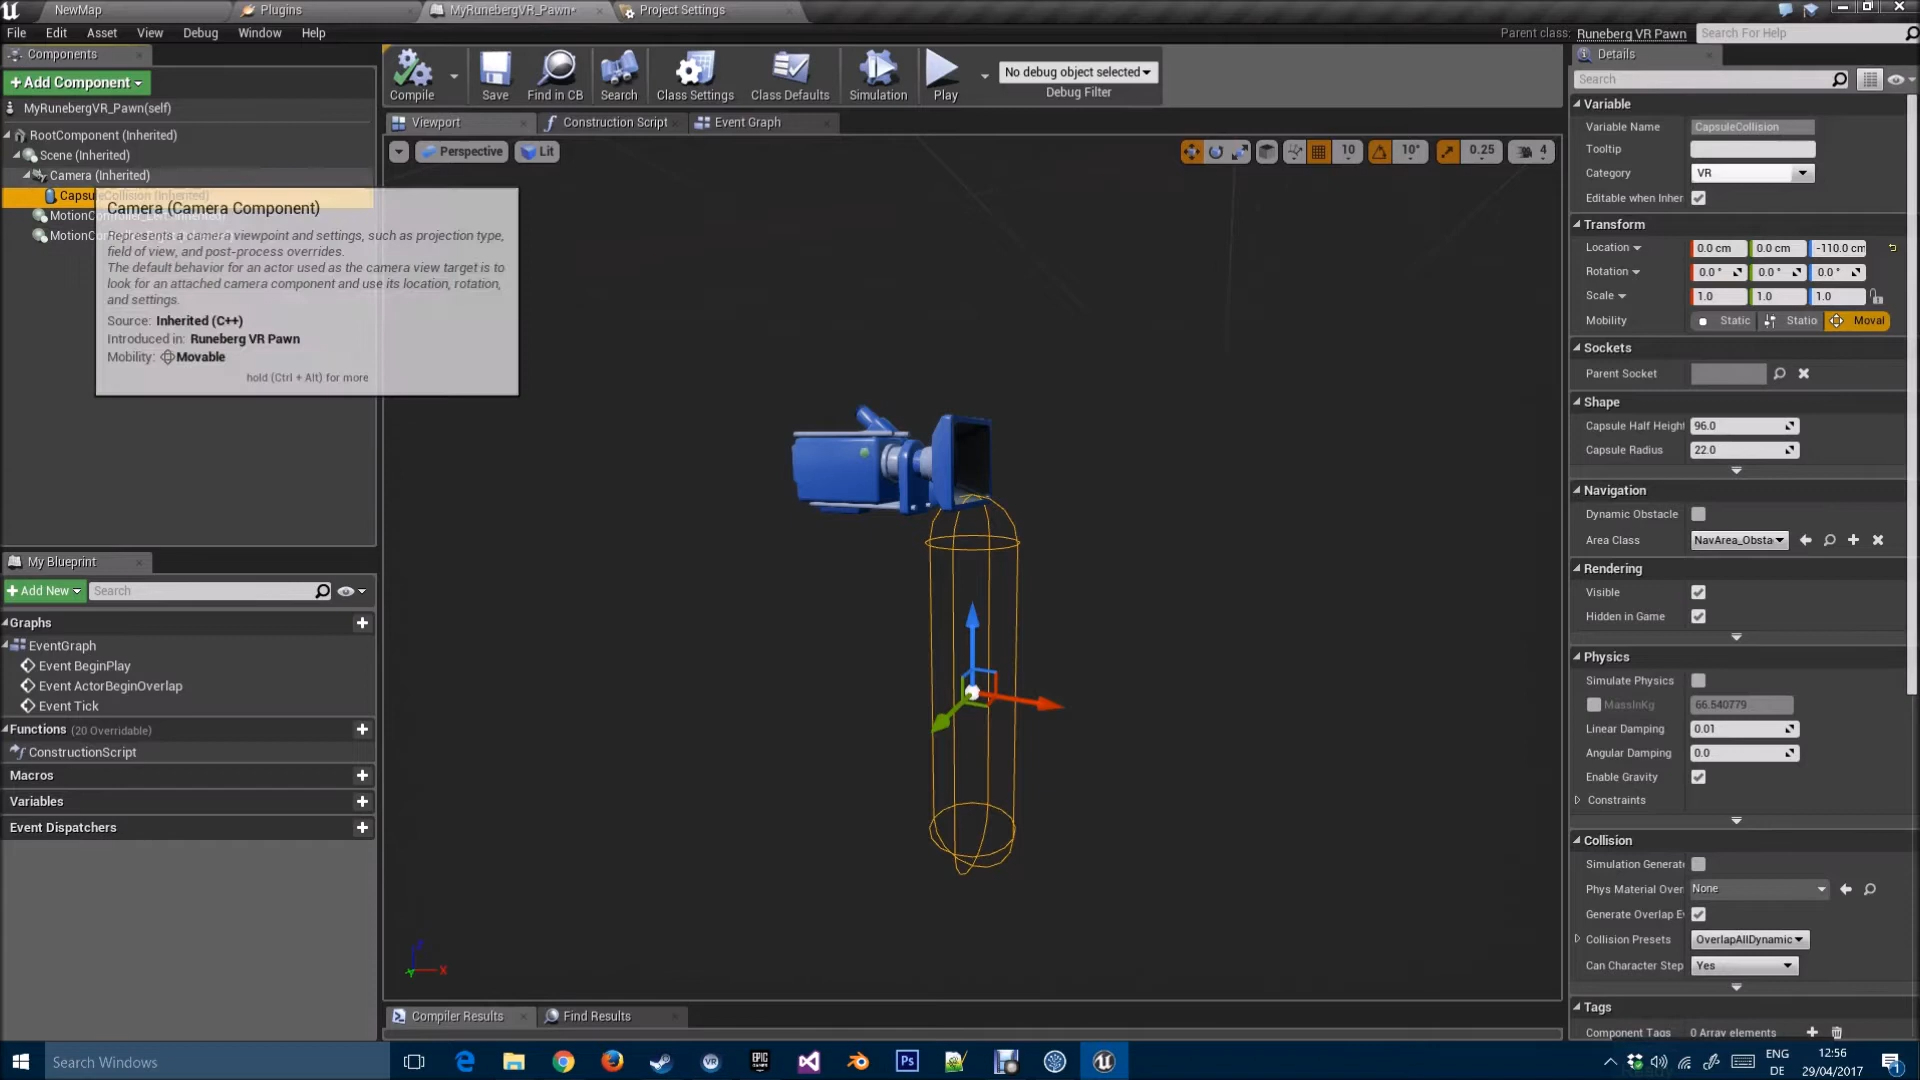 NewMap
Plugins
MyRunebergVR_Pawn*
Project Settings
File Edit Asset View Debug Window Help
Parent class: Runeberg VR Pawn
Search For Help
Components
Add Component
MyRunebergVR_Pawn(self)
RootComponent (Inherited)
Scene (Inherited)
Camera (Inherited)
CapsuleCollision (Inherited)
Camera (Camera Component)
Represents a camera viewpoint and settings, such as projection type,
field of view, and post-process overrides.
The default behavior for an actor used as the camera view target is to
look for an attached camera component and use its location, rotation,
and settings.
Source: Inherited (C++)
Introduced in: Runeberg VR Pawn
Mobility: Movable
hold (Ctrl + Alt) for more
My Blueprint
Add New
Search
Graphs
EventGraph
Event BeginPlay
Event ActorBeginOverlap
Event Tick
Functions (20 Overridable)
ConstructionScript
Macros
Variables
Event Dispatchers
Compile Save Find in CB Search Class Settings Class Defaults Simulation Play
No debug object selected
Debug Filter
Viewport
Construction Script
Event Graph
Perspective Lit
10 10° 0.25 4
Z
Y
X
Compiler Results
Find Results
Details
Search
Variable
Variable Name CapsuleCollision
Tooltip
Category VR
Editable when Inher
Transform
Location 0.0 cm 0.0 cm -110.0 cm
Rotation 0.0 ° 0.0 ° 0.0 °
Scale 1.0 1.0 1.0
Mobility Static Statio Moval
Sockets
Parent Socket
Shape
Capsule Half Height 96.0
Capsule Radius 22.0
Navigation
Dynamic Obstacle
Area Class NavArea_Obsta
Rendering
Visible
Hidden in Game
Physics
Simulate Physics
MassInKg 66.540779
Linear Damping 0.01
Angular Damping 0.0
Enable Gravity
Constraints
Collision
Simulation Generate
Phys Material Over None
Generate Overlap E
Collision Presets OverlapAllDynamic
Can Character Step Yes
Tags
Component Tags 0 Array elements
Search Windows
ENG
DE
12:56
29/04/2017